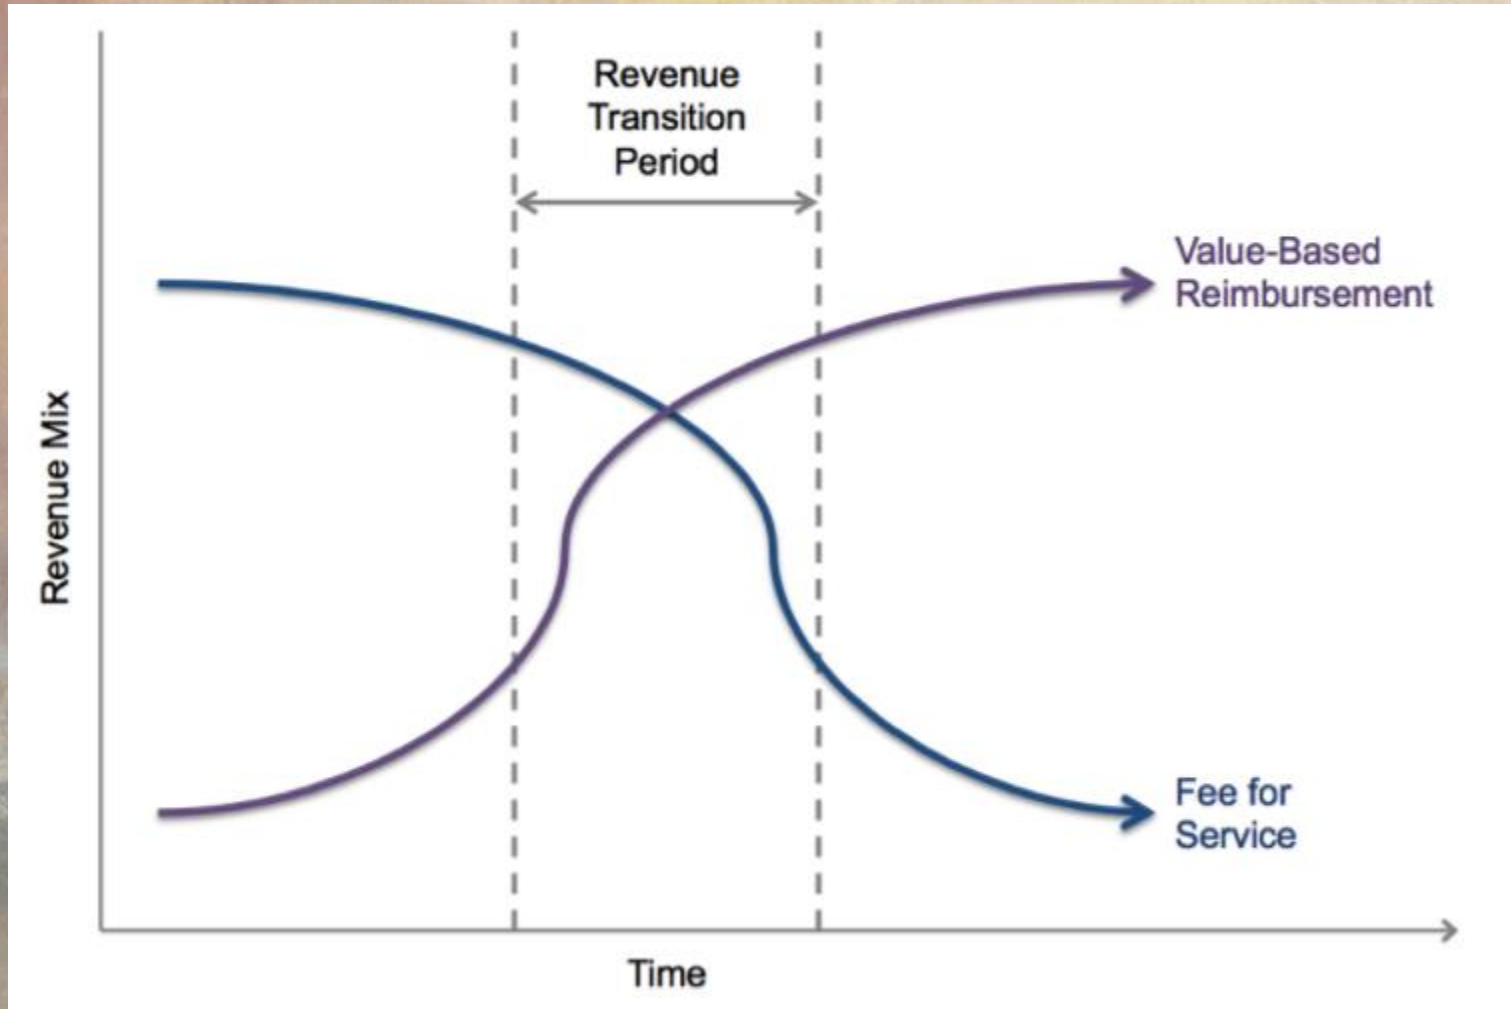 Revenue
Transition
Period
Value-Based
Reimbursement
Revenue Mix
Fee for
Service
Time